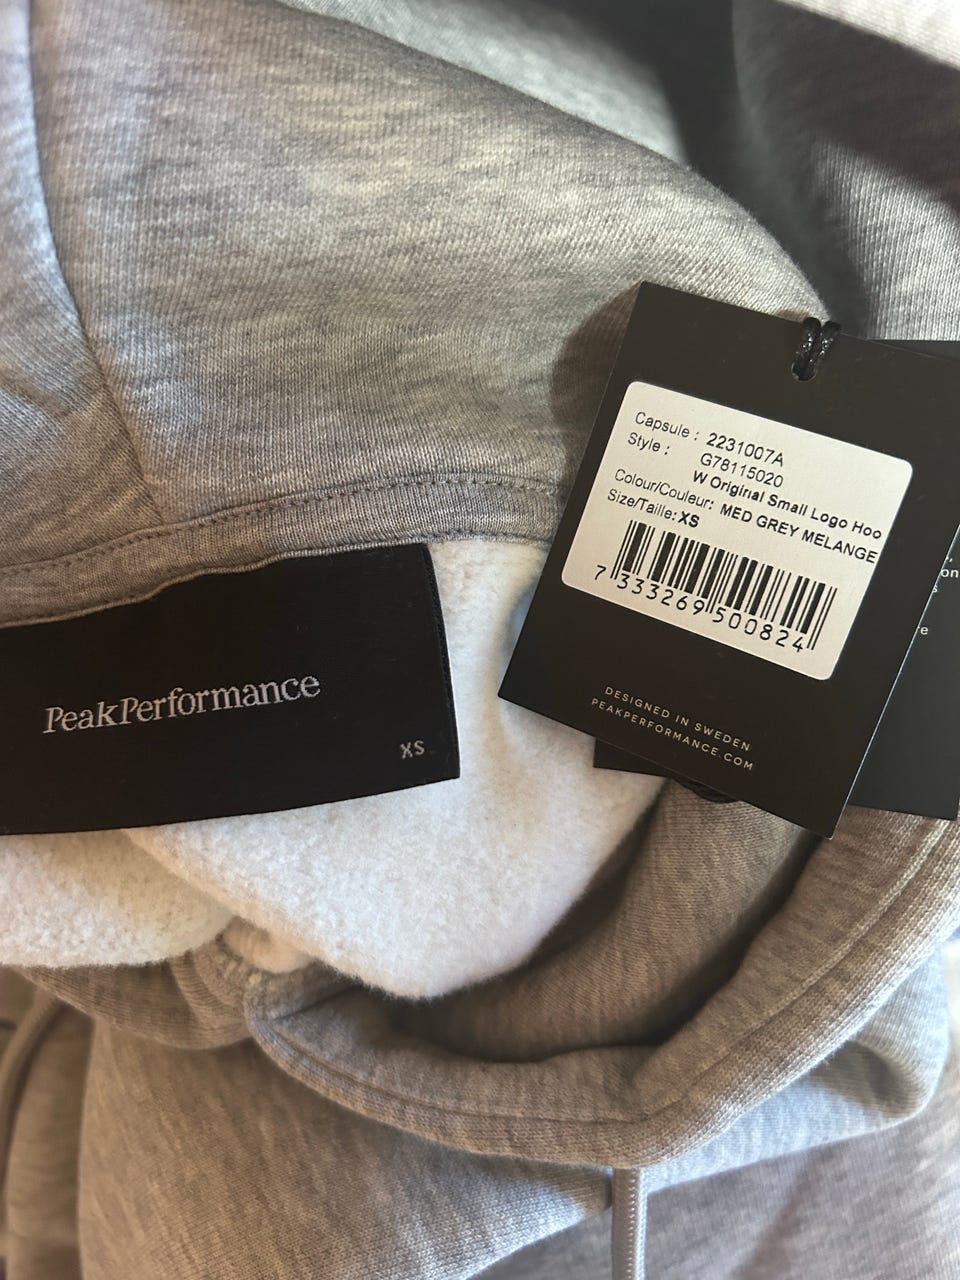 PeakPerformance
XS
Capsule : 2231007A
Style : G78115020
W Original Small Logo Hoo
Colour/Couleur: MED GREY MELANGE
Size/Taille: XS
7 333269 500824
DESIGNED IN SWEDEN
PEAKPERFORMANCE.COM
on